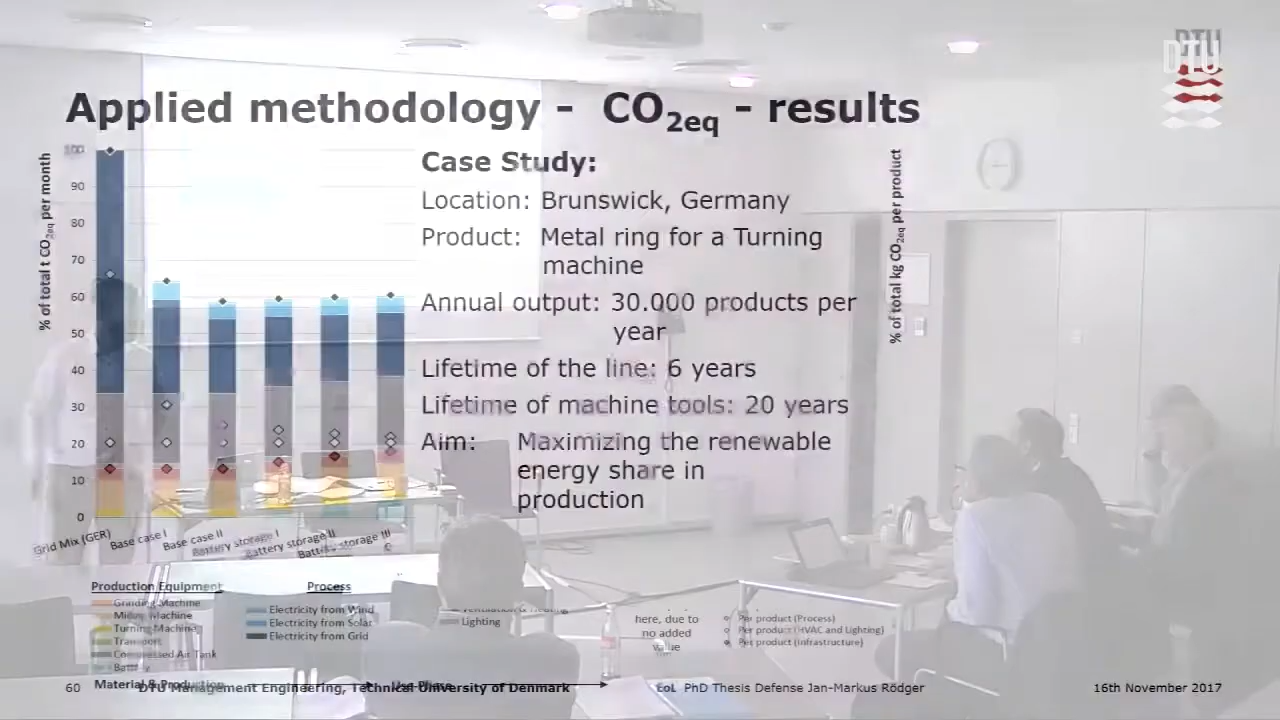 DTU
Applied methodology - CO2eq - results
% of total t CO2eq per month
100
90
80
70
60
50
40
30
20
10
0
Grid Mix (GER)
Base case I
Base case II
Battery storage I
Battery storage II
Battery storage III
Case Study:
Location: Brunswick, Germany
Product: Metal ring for a Turning
machine
Annual output: 30.000 products per
year
Lifetime of the line: 6 years
Lifetime of machine tools: 20 years
Aim: Maximizing the renewable
energy share in
production
% of total kg CO2eq per product
Production Equipment
Grinding Machine
Milling Machine
Turning Machine
Transport
Compressed Air Tank
Battery
Process
Electricity from Wind
Electricity from Solar
Electricity from Grid
Lighting
here, due to
no added
value
Per product (Process)
Per product (HVAC and Lighting)
Per product (Infrastructure)
Material & Production
Use Phase
EoL
60
DTU Management Engineering, Technical University of Denmark
PhD Thesis Defense Jan-Markus Rödger
16th November 2017